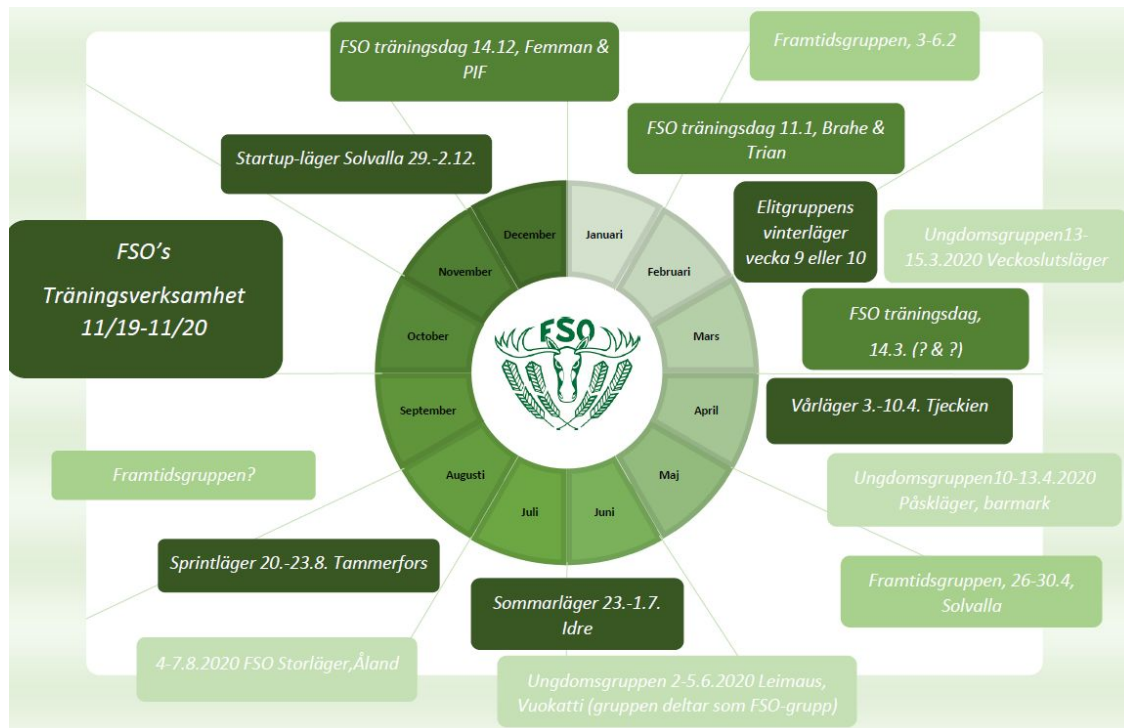 FSO träningsdag 14.12, Femman &
PIF
Framtidsgruppen, 3-6.2
FSO träningsdag 11.1, Brahe &
Trian
Startup-läger Solvalla 29.-2.12.
Elitgruppens
vinterläger
vecka 9 eller 10
Ungdomsgruppen13-
15.3.2020 Veckoslutsläger
FSO’s
Träningsverksamhet
11/19-11/20
FSO träningsdag,
14.3. (? & ?)
Vårläger 3.-10.4. Tjeckien
Ungdomsgruppen10-13.4.2020
Påskläger, barmark
Framtidsgruppen, 26-30.4,
Solvalla
Framtidsgruppen?
Sprintläger 20.-23.8. Tammerfors
Sommarläger 23.-1.7.
Idre
4-7.8.2020 FSO Storläger,Åland
Ungdomsgruppen 2-5.6.2020 Leimaus,
Vuokatti (gruppen deltar som FSO-grupp)
Januari
Februari
Mars
April
Maj
Juni
Juli
Augusti
September
October
November
December
FSO